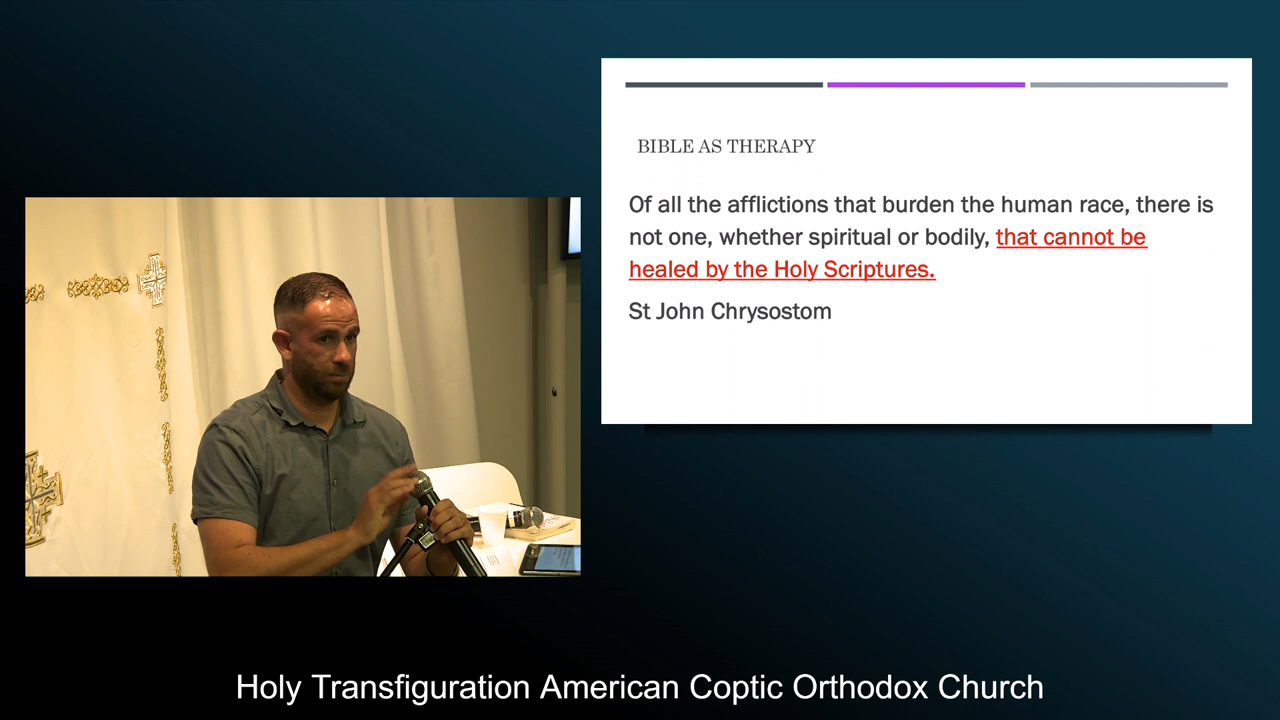 BIBLE AS THERAPY
Of all the afflictions that burden the human race, there is
not one, whether spiritual or bodily, that cannot be
healed by the Holy Scriptures.
St John Chrysostom
Holy Transfiguration American Coptic Orthodox Church